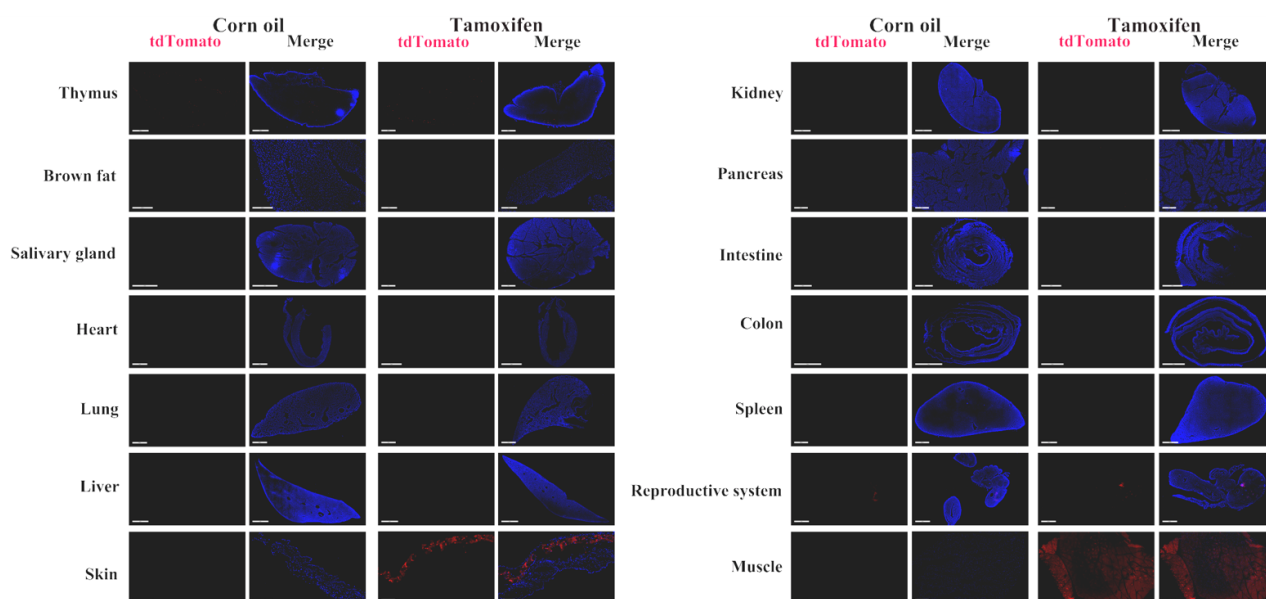 Corn oil Tamoxifen
tdTomato Merge tdTomato Merge
Thymus
Brown fat
Salivary gland
Heart
Lung
Liver
Skin
Corn oil Tamoxifen
tdTomato Merge tdTomato Merge
Kidney
Pancreas
Intestine
Colon
Spleen
Reproductive system
Muscle